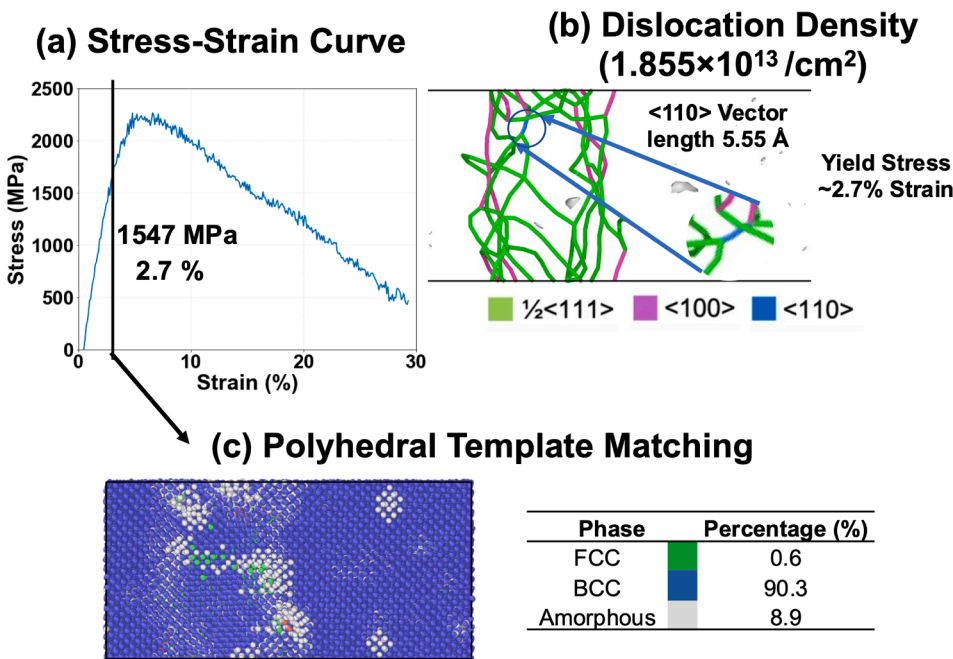 (a) Stress-Strain Curve
(b) Dislocation Density
(1.855×10¹³ /cm²)
2500
2000
1500
1000
500
0
Stress (MPa)
1547 MPa
2.7 %
0
10
20
30
Strain (%)
<110> Vector
length 5.55 Å
Yield Stress
~2.7% Strain
½<111>
<100>
<110>
(c) Polyhedral Template Matching
Phase Percentage (%)
FCC 0.6
BCC 90.3
Amorphous 8.9